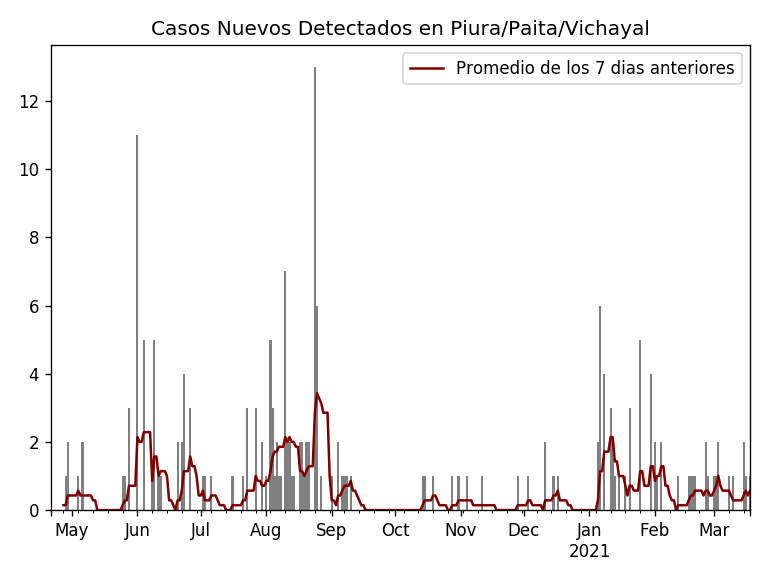 Casos Nuevos Detectados en Piura/Paita/Vichayal
Promedio de los 7 dias anteriores
12
10
8
6
4
2
0
May Jun Jul Aug Sep Oct Nov Dec Jan Feb Mar
2021